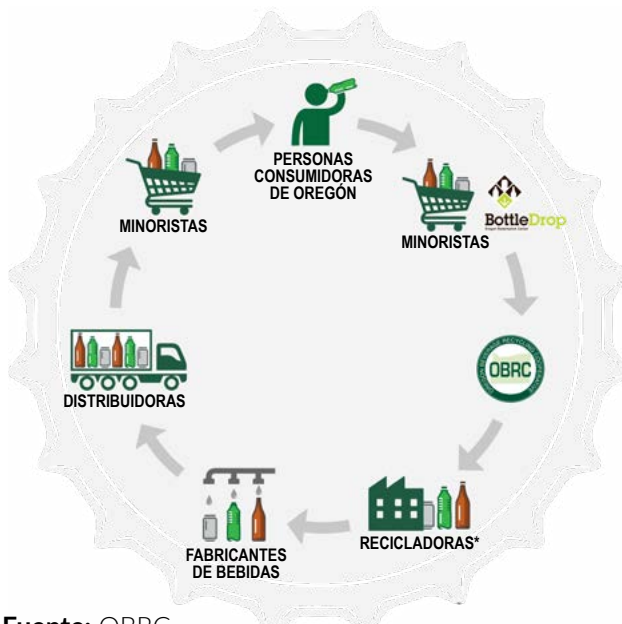 PERSONAS
CONSUMIDORAS
DE OREGÓN
MINORISTAS
BottleDrop
MINORISTAS
OBRC
DISTRIBUIDORAS
RECICLADORAS*
FABRICANTES
DE BEBIDAS
Fuente: OBRC